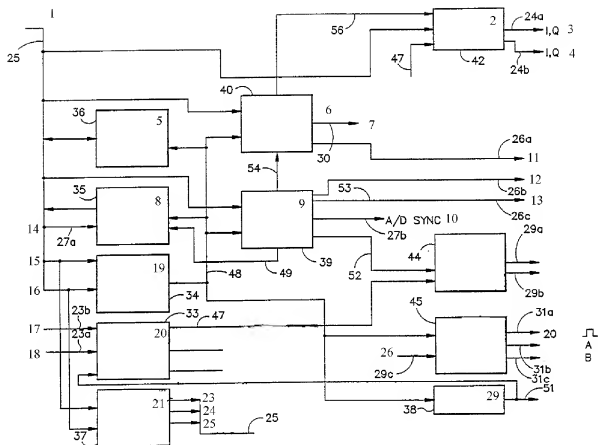 1
25
56
2
24a
I,Q 3
24b
I,Q 4
47
42
40
36
5
6
7
30
26a
11
54
26b
12
53
13
26c
35
8
9
14
27a
A/D SYNC 10
27b
39
44
29a
52
29b
15
16
19
48
49
34
33
45
31a
17
23b
20
47
20
A
18
23a
26
29c
31b
B
31c
51
21
23
24
25
25
38
29
37